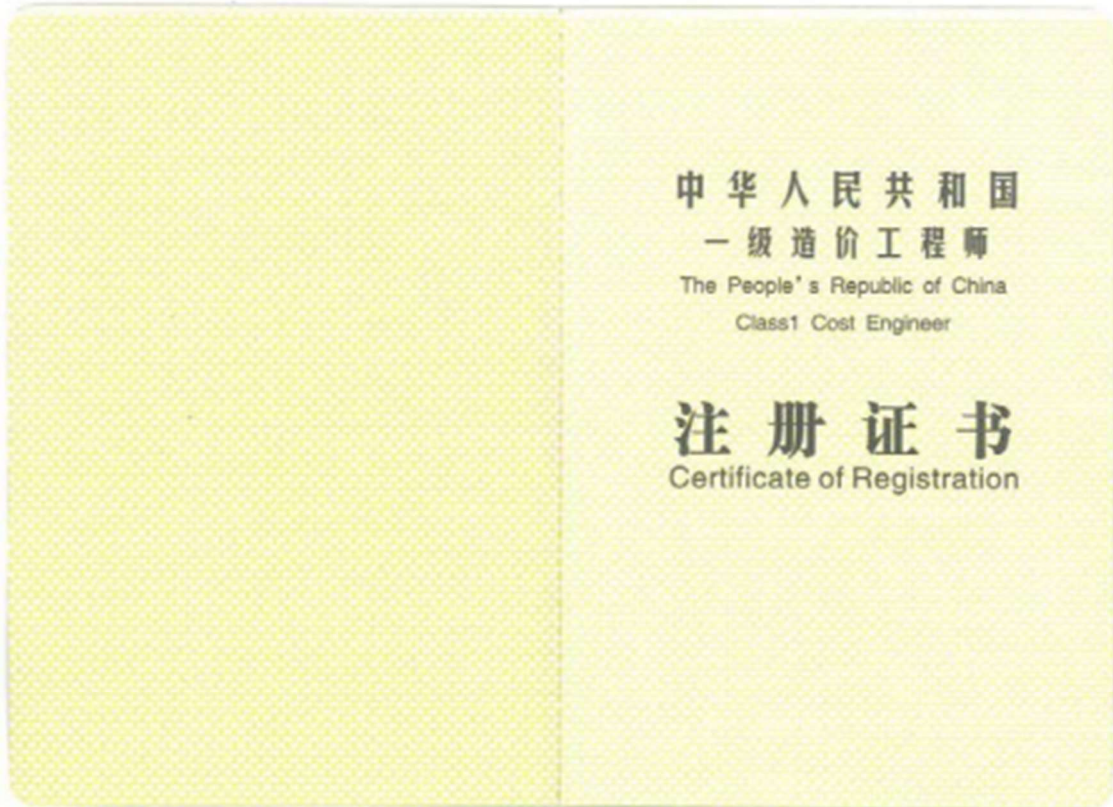 中华人民共和国
一级造价工程师
The People's Republic of China
Class1 Cost Engineer
注册证书
Certificate of Registration